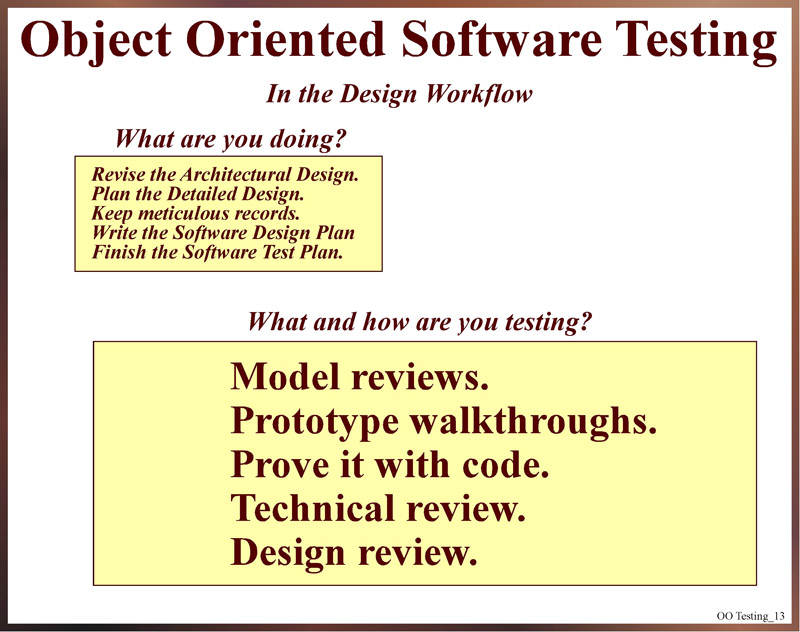 Object Oriented Software Testing
In the Design Workflow
What are you doing?
Revise the Architectural Design.
Plan the Detailed Design.
Keep meticulous records.
Write the Software Design Plan
Finish the Software Test Plan.
What and how are you testing?
Model reviews.
Prototype walkthroughs.
Prove it with code.
Technical review.
Design review.
OO Testing_13